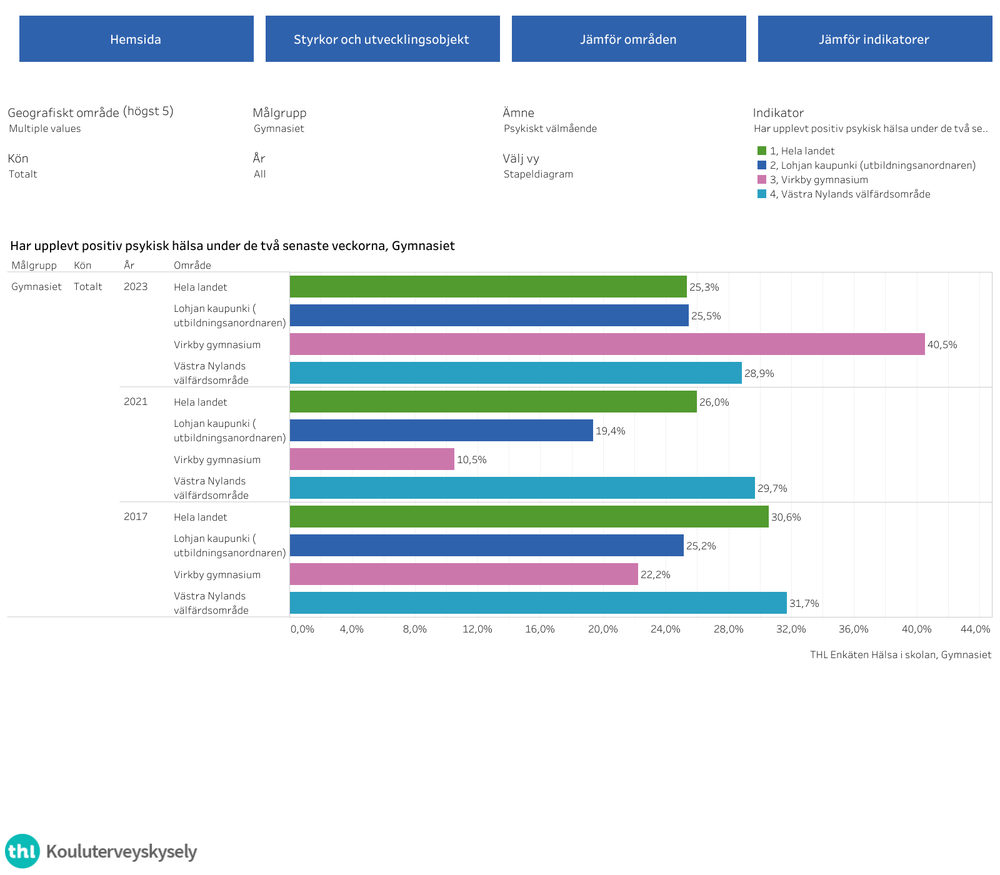 Hemsida
Styrkor och utvecklingsobjekt
Jämför områden
Jämför indikatorer
Geografiskt område (högst 5)
Multiple values
Målgrupp
Gymnasiet
Ämne
Psykiskt välmående
Indikator
Har upplevt positiv psykisk hälsa under de två se..
Kön
Totalt
År
All
Välj vy
Stapeldiagram
1, Hela landet
2, Lohjan kaupunki (utbildningsanordnaren)
3, Virkby gymnasium
4, Västra Nylands välfärdsområde
Har upplevt positiv psykisk hälsa under de två senaste veckorna, Gymnasiet
Målgrupp Kön År Område
Gymnasiet Totalt 2023 Hela landet 25,3%
Lohjan kaupunki (
utbildningsanordnaren) 25,5%
Virkby gymnasium 40,5%
Västra Nylands
välfärdsområde 28,9%
2021 Hela landet 26,0%
Lohjan kaupunki (
utbildningsanordnaren) 19,4%
Virkby gymnasium 10,5%
Västra Nylands
välfärdsområde 29,7%
2017 Hela landet 30,6%
Lohjan kaupunki (
utbildningsanordnaren) 25,2%
Virkby gymnasium 22,2%
Västra Nylands
välfärdsområde 31,7%
0,0% 4,0% 8,0% 12,0% 16,0% 20,0% 24,0% 28,0% 32,0% 36,0% 40,0% 44,0%
THL Enkäten Hälsa i skolan, Gymnasiet
thl Kouluterveyskysely